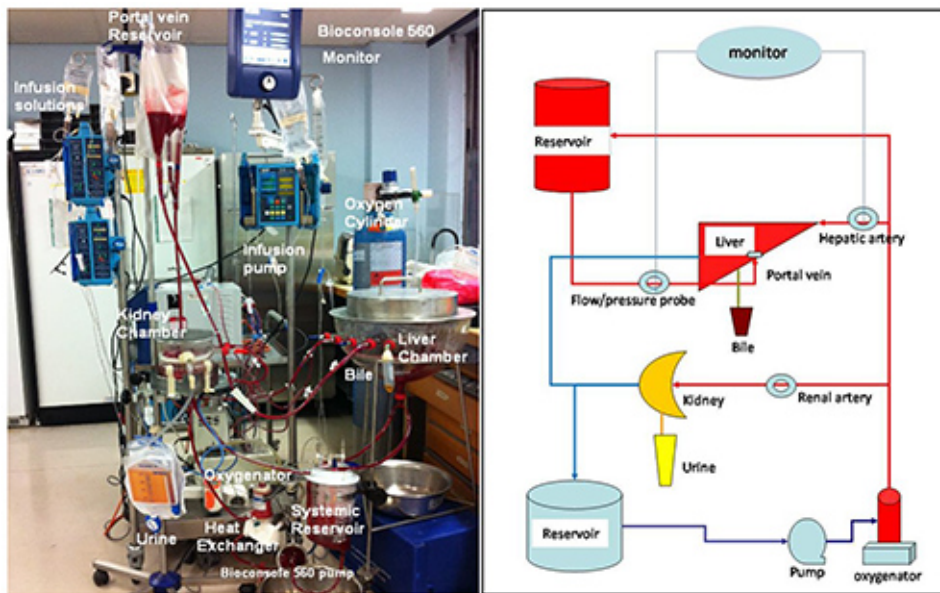 Portal vein
Reservoir
Bioconsole 560
Monitor
Infusion
solutions
Oxygen
Cylinder
Infusion
pump
Kidney
Chamber
Liver
Chamber
Bile
Oxygenator
Systemic
Reservoir
Heat
Exchanger
Urine
Bioconsole 560 pump
monitor
Reservoir
Liver
Hepatic artery
Portal vein
Flow/pressure probe
Bile
Kidney
Renal artery
Urine
Reservoir
Pump
oxygenator